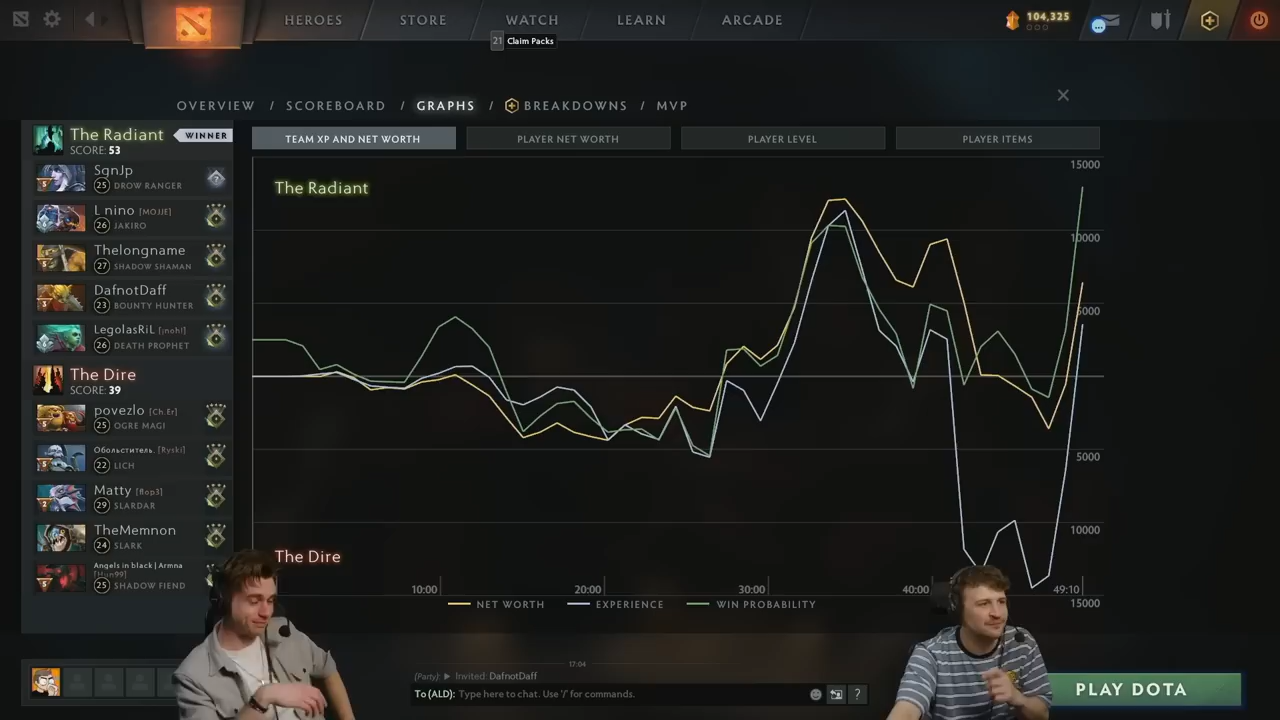 HEROES STORE WATCH LEARN ARCADE
104,325
21 Claim Packs
OVERVIEW / SCOREBOARD / GRAPHS / BREAKDOWNS / MVP
The Radiant WINNER
SCORE: 53
TEAM XP AND NET WORTH PLAYER NET WORTH PLAYER LEVEL PLAYER ITEMS
SgnJp
25 DROW RANGER
L nino [MOJJE]
26 JAKIRO
Thelongname
27 SHADOW SHAMAN
DafnotDaff
23 BOUNTY HUNTER
LegolasRiL [¡noh!]
26 DEATH PROPHET
The Dire
SCORE: 39
povezlo [Ch.Er]
25 OGRE MAGI
Обольститель. [Ryski]
22 LICH
Matty [flop3]
29 SLARDAR
TheMemnon
24 SLARK
Angels in black | Armna
25 SHADOW FIEND
The Radiant
15000
10000
5000
5000
10000
15000
The Dire
10:00 20:00 30:00 40:00 49:10
NET WORTH EXPERIENCE WIN PROBABILITY
17:04
(Party): Invited: DafnotDaff
To (ALD): Type here to chat. Use '/' for commands.
?
PLAY DOTA